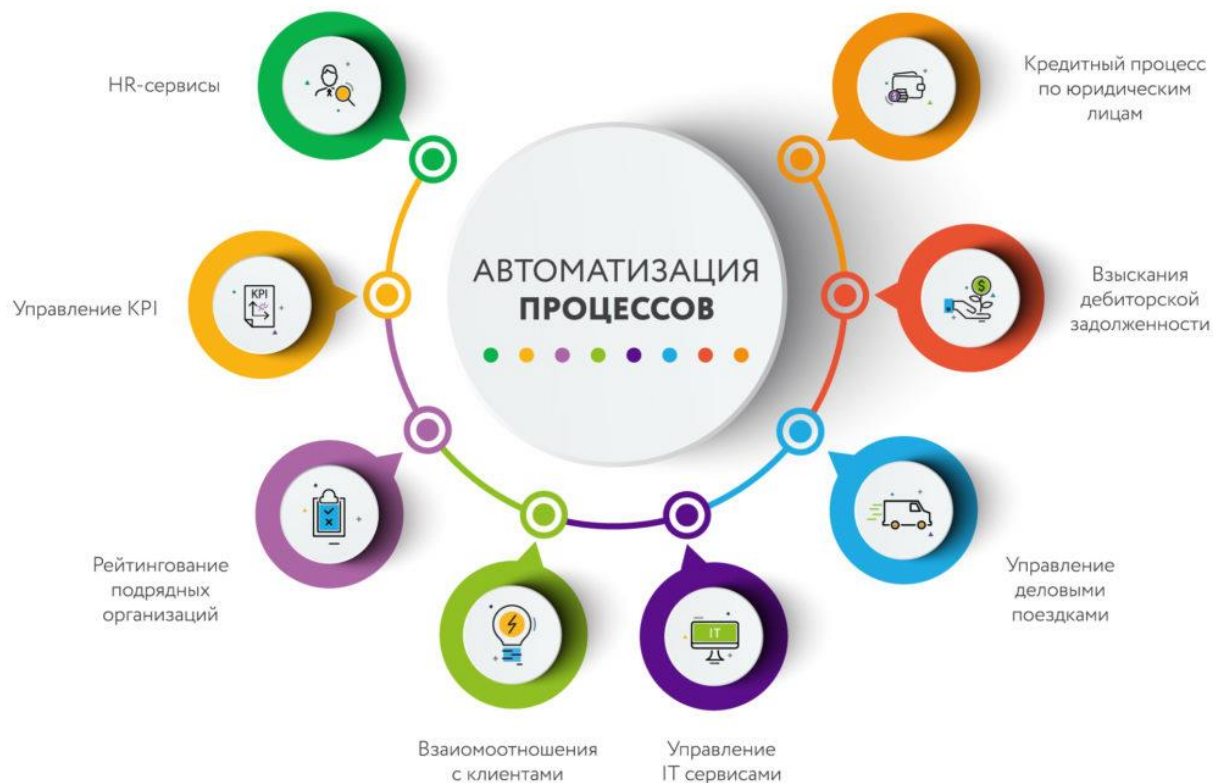 HR-сервисы
Кредитный процесс
по юридическим
лицам
АВТОМАТИЗАЦИЯ
ПРОЦЕССОВ
Управление KPI
KPI
Взыскания
дебиторской
задолженности
$
Рейтингование
подрядных
организаций
Управление
деловыми
поездками
Взаиомоотношения
с клиентами
IT
Управление
IT сервисами